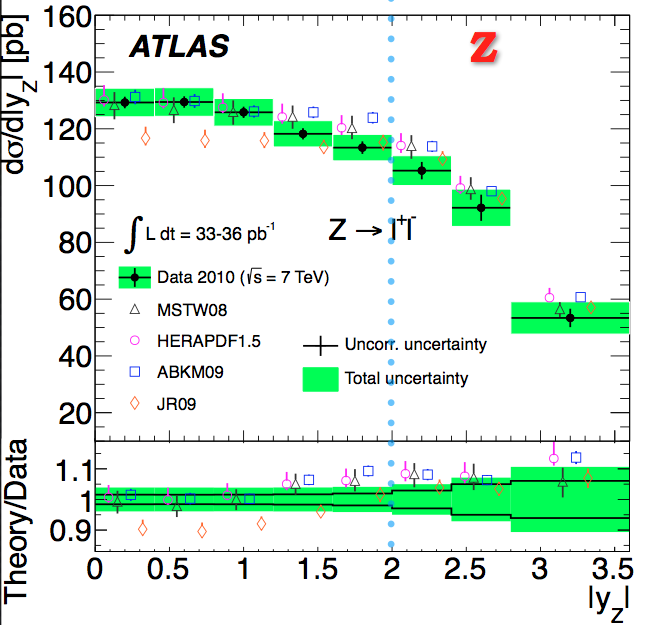 160
140
120
100
80
60
40
20
dσ/d|y_Z| [pb]
ATLAS
Z
∫ L dt = 33-36 pb⁻¹
Z → l⁺l⁻
Data 2010 (√s = 7 TeV)
MSTW08
HERAPDF1.5
ABKM09
JR09
Uncorr. uncertainty
Total uncertainty
Theory/Data
1.1
1
0.9
0 0.5 1 1.5 2 2.5 3 3.5
|y_Z|